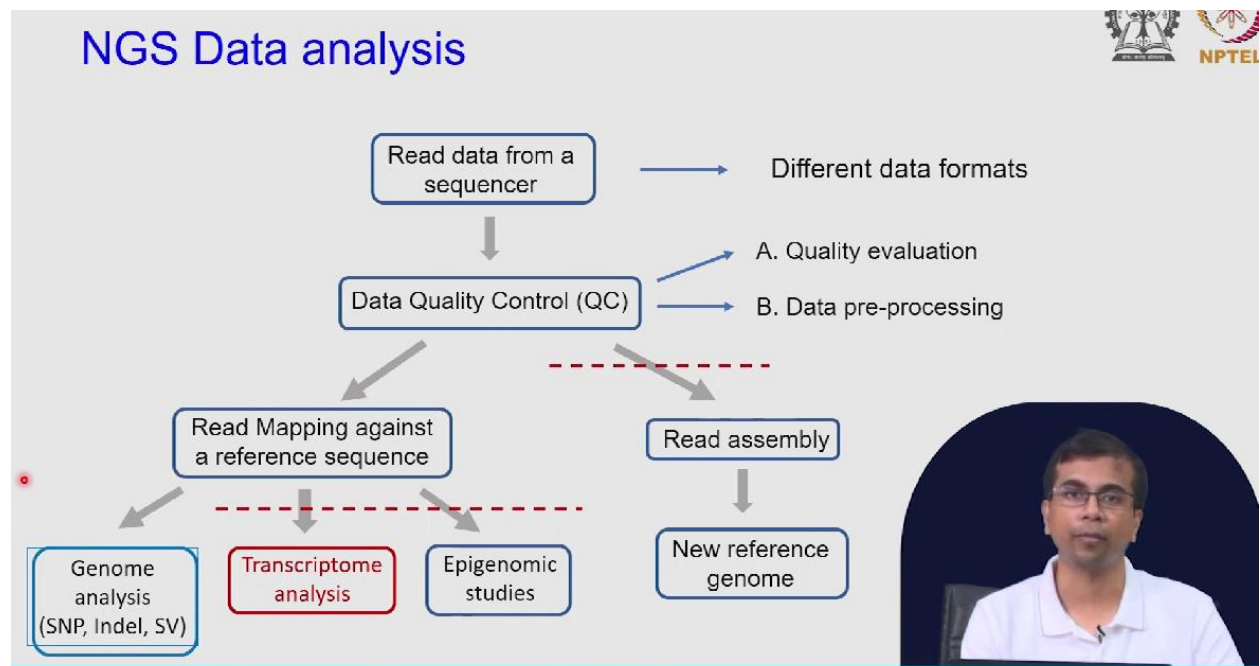 NGS Data analysis
NPTEL
Read data from a
sequencer
Different data formats
A. Quality evaluation
Data Quality Control (QC)
B. Data pre-processing
Read Mapping against
a reference sequence
Read assembly
Genome
analysis
(SNP, Indel, SV)
Transcriptome
analysis
Epigenomic
studies
New reference
genome